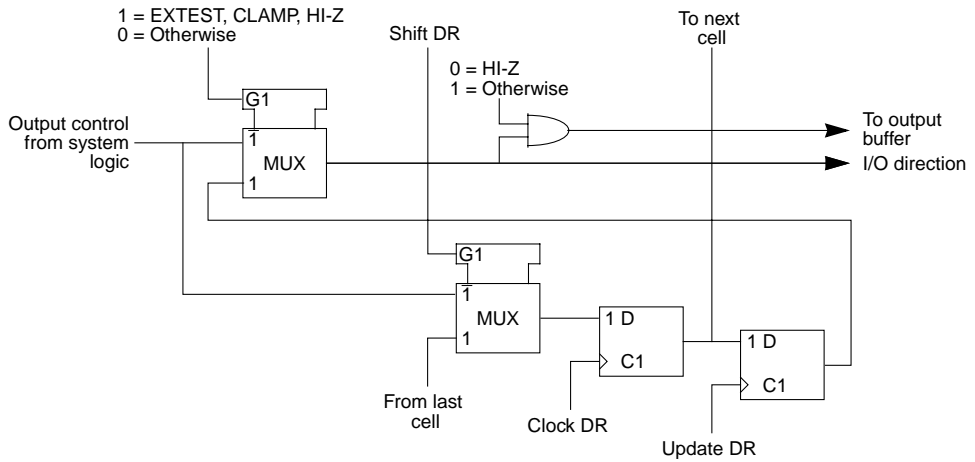 1 = EXTEST, CLAMP, HI-Z
0 = Otherwise
Shift DR
To next
cell
0 = HI-Z
1 = Otherwise
G1
Output control
from system
logic
1
MUX
1
To output
buffer
I/O direction
G1
1
MUX
1
1 D
C1
1 D
C1
From last
cell
Clock DR
Update DR